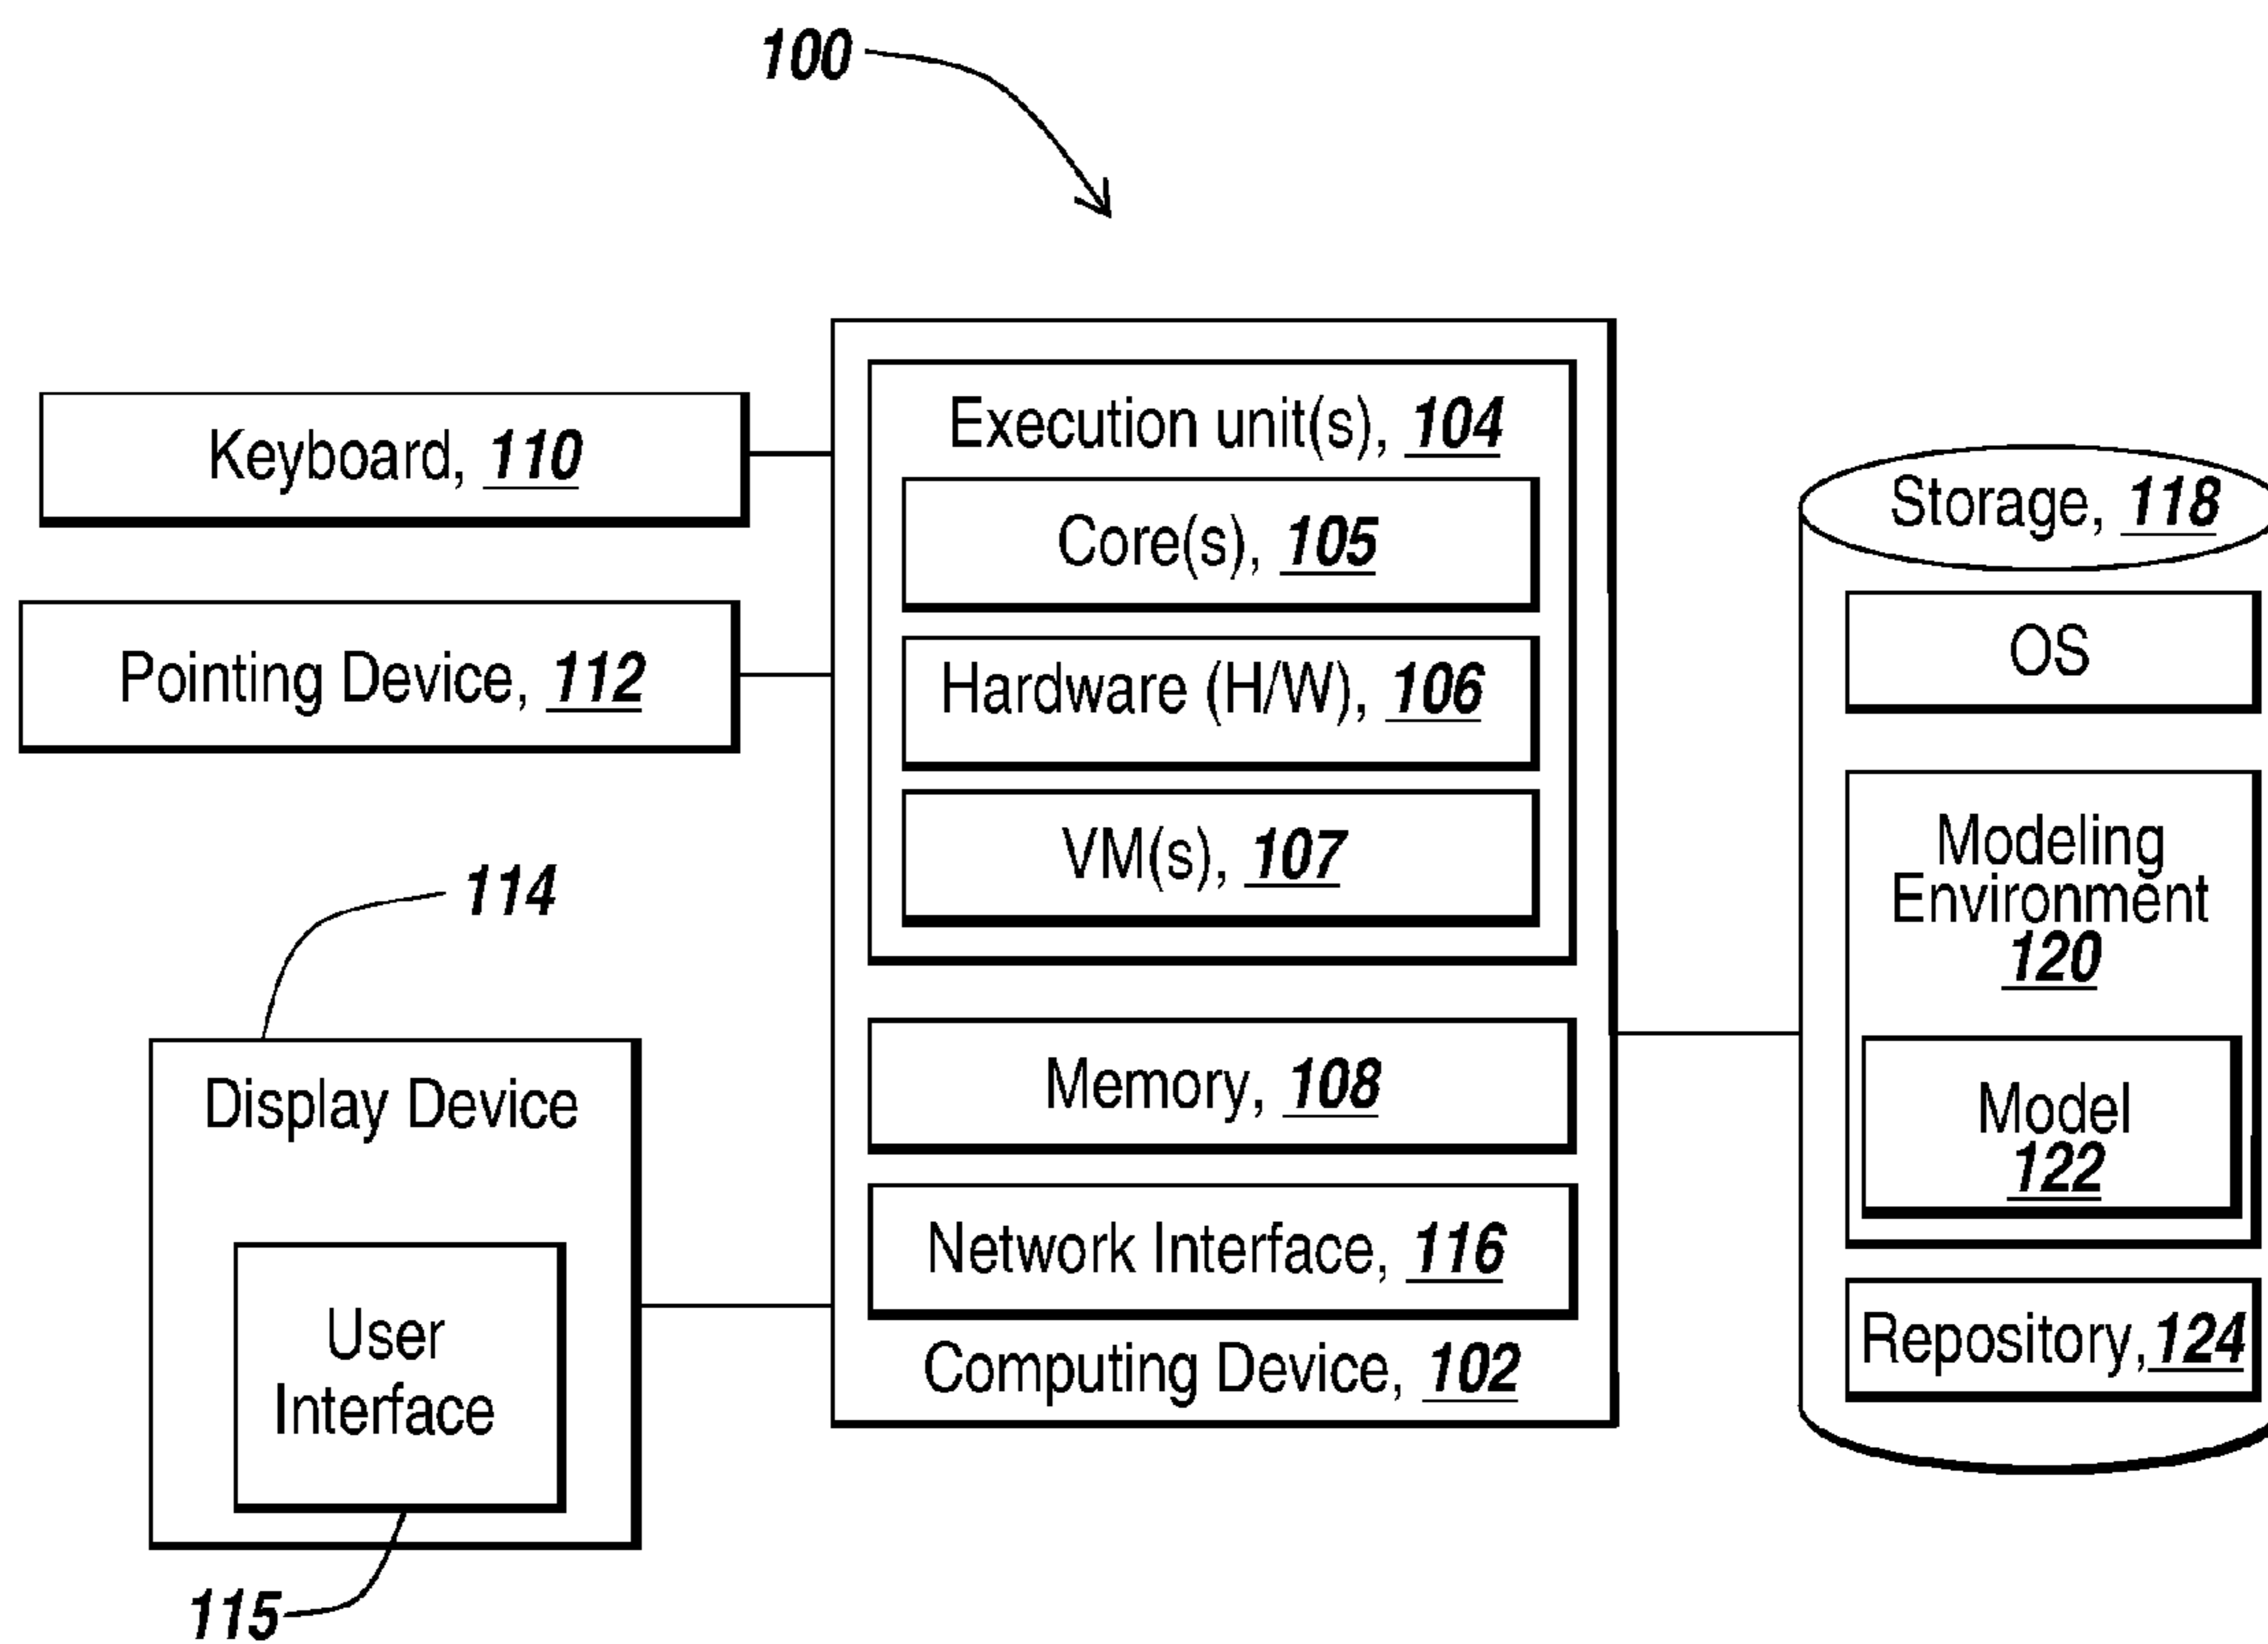 100
Keyboard, 110
Pointing Device, 112
114
Display Device
User
Interface
115
Execution unit(s), 104
Core(s), 105
Hardware (H/W), 106
VM(s), 107
Memory, 108
Network Interface, 116
Computing Device, 102
Storage, 118
OS
Modeling
Environment
120
Model
122
Repository, 124